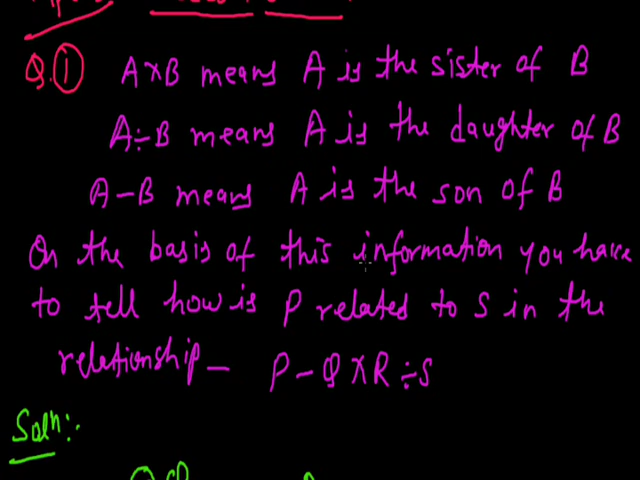 Q.1 A×B means A is the sister of B
A÷B means A is the daughter of B
A−B means A is the son of B
On the basis of this information you have
to tell how is P related to S in the
reletionship— P−Q×R÷S
Soln:-